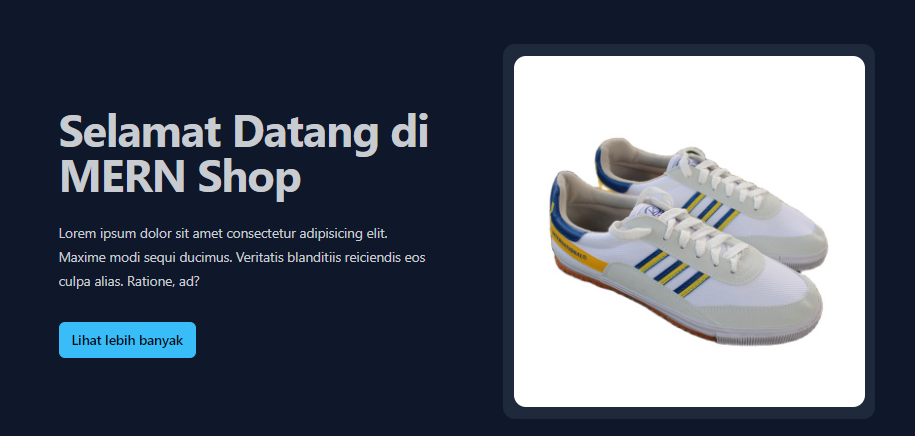 Selamat Datang di
MERN Shop
Lorem ipsum dolor sit amet consectetur adipisicing elit.
Maxime modi sequi ducimus. Veritatis blanditiis reiciendis eos
culpa alias. Ratione, ad?
Lihat lebih banyak